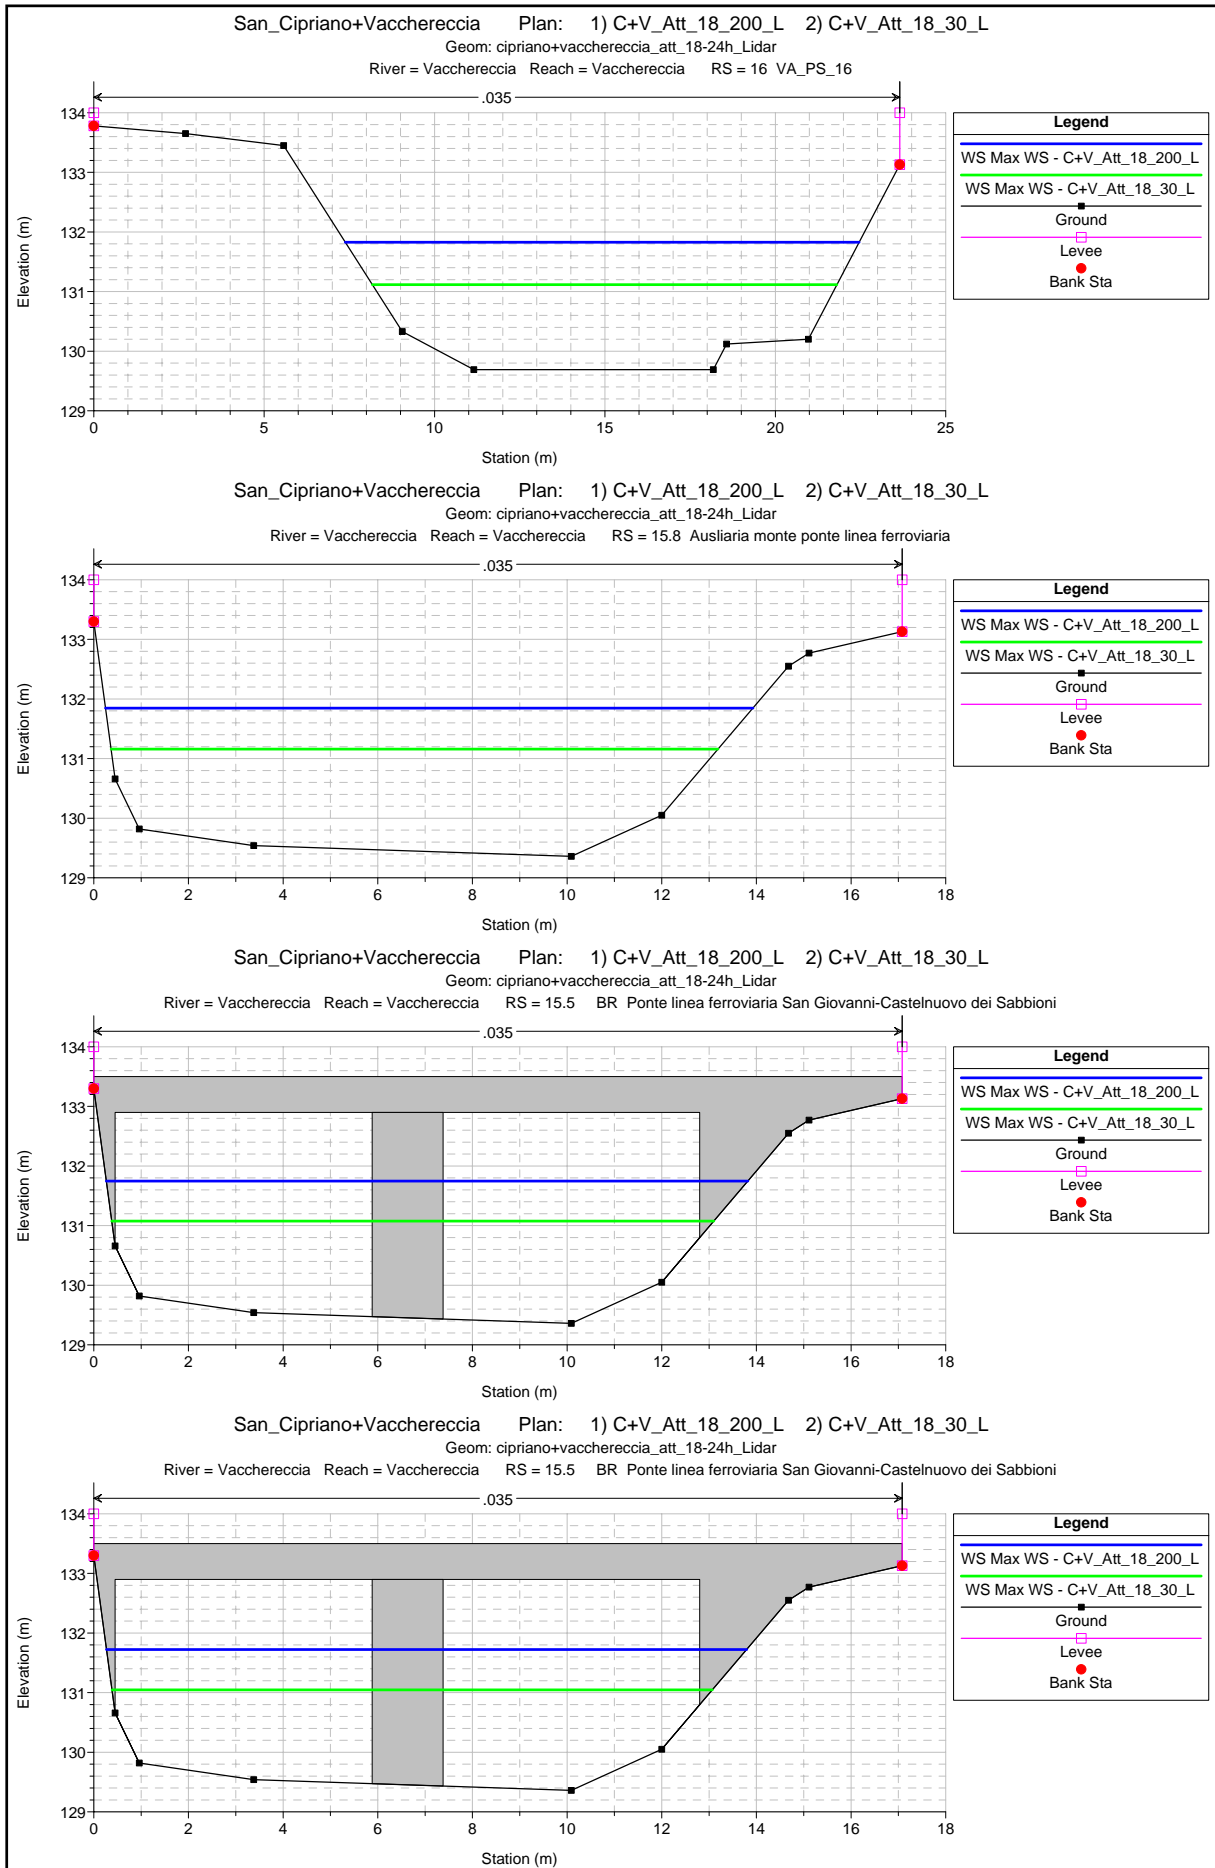 San_Cipriano+Vacchereccia Plan: 1) C+V_Att_18_200_L 2) C+V_Att_18_30_L
Geom: cipriano+vacchereccia_att_18-24h_Lidar
River = Vacchereccia Reach = Vacchereccia RS = 16 VA_PS_16
.035
134
133
132
131
130
129
Elevation (m)
0 5 10 15 20 25
Station (m)
Legend
WS Max WS - C+V_Att_18_200_L
WS Max WS - C+V_Att_18_30_L
Ground
Levee
Bank Sta
San_Cipriano+Vacchereccia Plan: 1) C+V_Att_18_200_L 2) C+V_Att_18_30_L
Geom: cipriano+vacchereccia_att_18-24h_Lidar
River = Vacchereccia Reach = Vacchereccia RS = 15.8 Ausliaria monte ponte linea ferroviaria
.035
134
133
132
131
130
129
Elevation (m)
0 2 4 6 8 10 12 14 16 18
Station (m)
Legend
WS Max WS - C+V_Att_18_200_L
WS Max WS - C+V_Att_18_30_L
Ground
Levee
Bank Sta
San_Cipriano+Vacchereccia Plan: 1) C+V_Att_18_200_L 2) C+V_Att_18_30_L
Geom: cipriano+vacchereccia_att_18-24h_Lidar
River = Vacchereccia Reach = Vacchereccia RS = 15.5 BR Ponte linea ferroviaria San Giovanni-Castelnuovo dei Sabbioni
.035
134
133
132
131
130
129
Elevation (m)
0 2 4 6 8 10 12 14 16 18
Station (m)
Legend
WS Max WS - C+V_Att_18_200_L
WS Max WS - C+V_Att_18_30_L
Ground
Levee
Bank Sta
San_Cipriano+Vacchereccia Plan: 1) C+V_Att_18_200_L 2) C+V_Att_18_30_L
Geom: cipriano+vacchereccia_att_18-24h_Lidar
River = Vacchereccia Reach = Vacchereccia RS = 15.5 BR Ponte linea ferroviaria San Giovanni-Castelnuovo dei Sabbioni
.035
134
133
132
131
130
129
Elevation (m)
0 2 4 6 8 10 12 14 16 18
Station (m)
Legend
WS Max WS - C+V_Att_18_200_L
WS Max WS - C+V_Att_18_30_L
Ground
Levee
Bank Sta